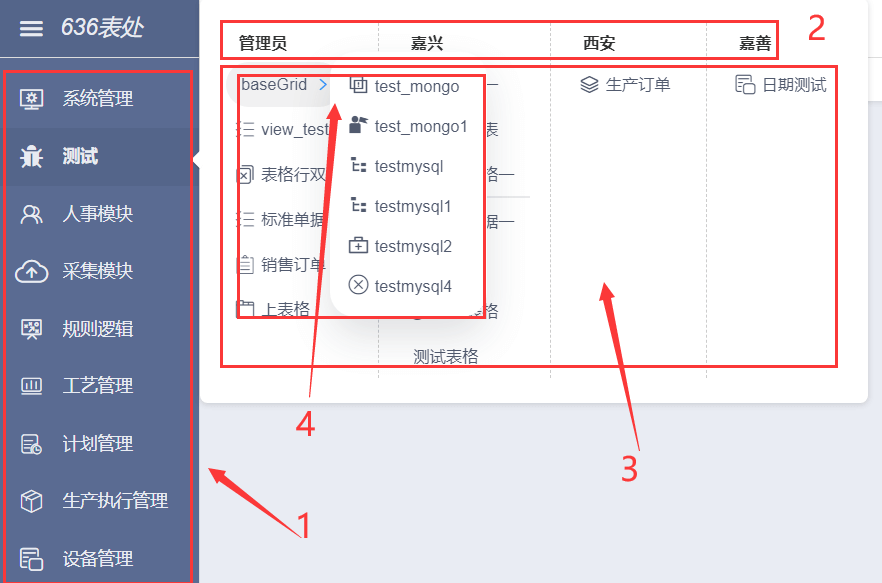 636表处
系统管理
测试
人事模块
采集模块
规则逻辑
工艺管理
计划管理
生产执行管理
设备管理
管理员 嘉兴 西安 嘉善
2
baseGrid
test_mongo
生产订单
日期测试
view_test
test_mongo1
表
表格行双
testmysql
格一
标准单据
testmysql1
据一
销售订单
testmysql2
上表格
testmysql4
格
测试表格
4
3
1